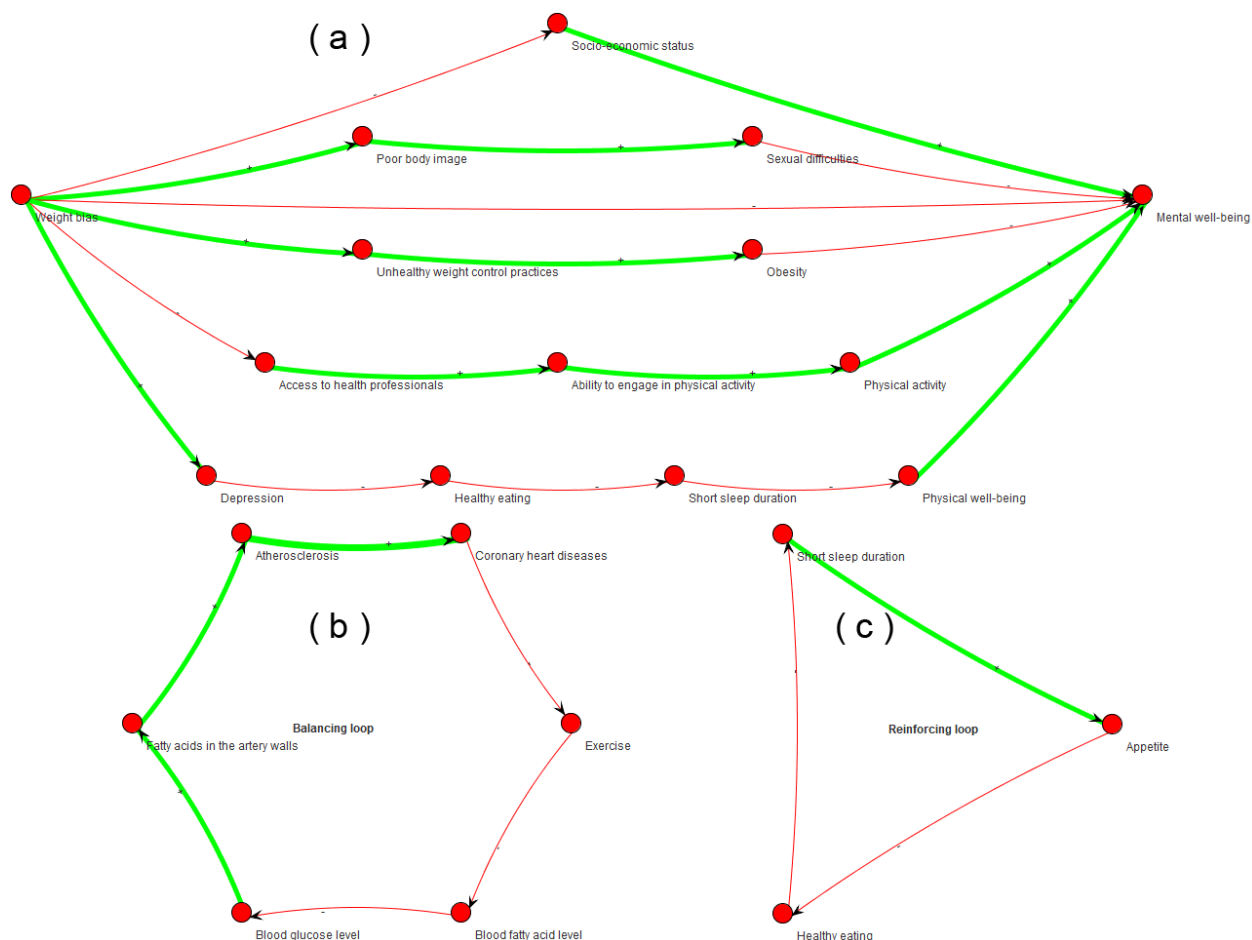 ( a )
Socio-economic status
-
+
Poor body image
+
Sexual difficulties
+
-
Weight bias
-
Mental well-being
+
Unhealthy weight control practices
+
Obesity
-
-
+
Access to health professionals
+
Ability to engage in physical activity
+
Physical activity
+
+
Depression
-
Healthy eating
-
Short sleep duration
-
Physical well-being
Atherosclerosis
+
Coronary heart diseases
Short sleep duration
( b )
( c )
+
-
+
-
Fatty acids in the artery walls
Balancing loop
Exercise
Reinforcing loop
Appetite
+
-
-
Blood glucose level
-
Blood fatty acid level
Healthy eating